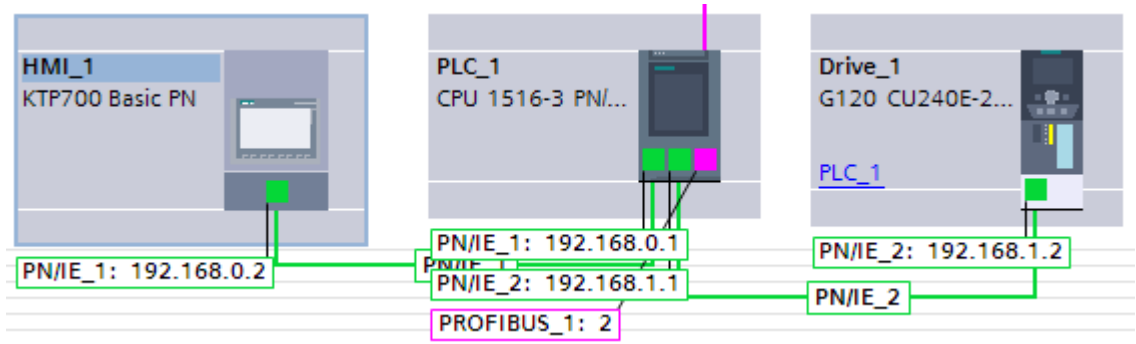 HMI_1
KTP700 Basic PN
PLC_1
CPU 1516-3 PN/...
Drive_1
G120 CU240E-2...
PLC_1
PN/IE_1: 192.168.0.2
PN/IE_1: 192.168.0.1
PN/IE_1
PN/IE_2: 192.168.1.1
PROFIBUS_1: 2
PN/IE_2: 192.168.1.2
PN/IE_2